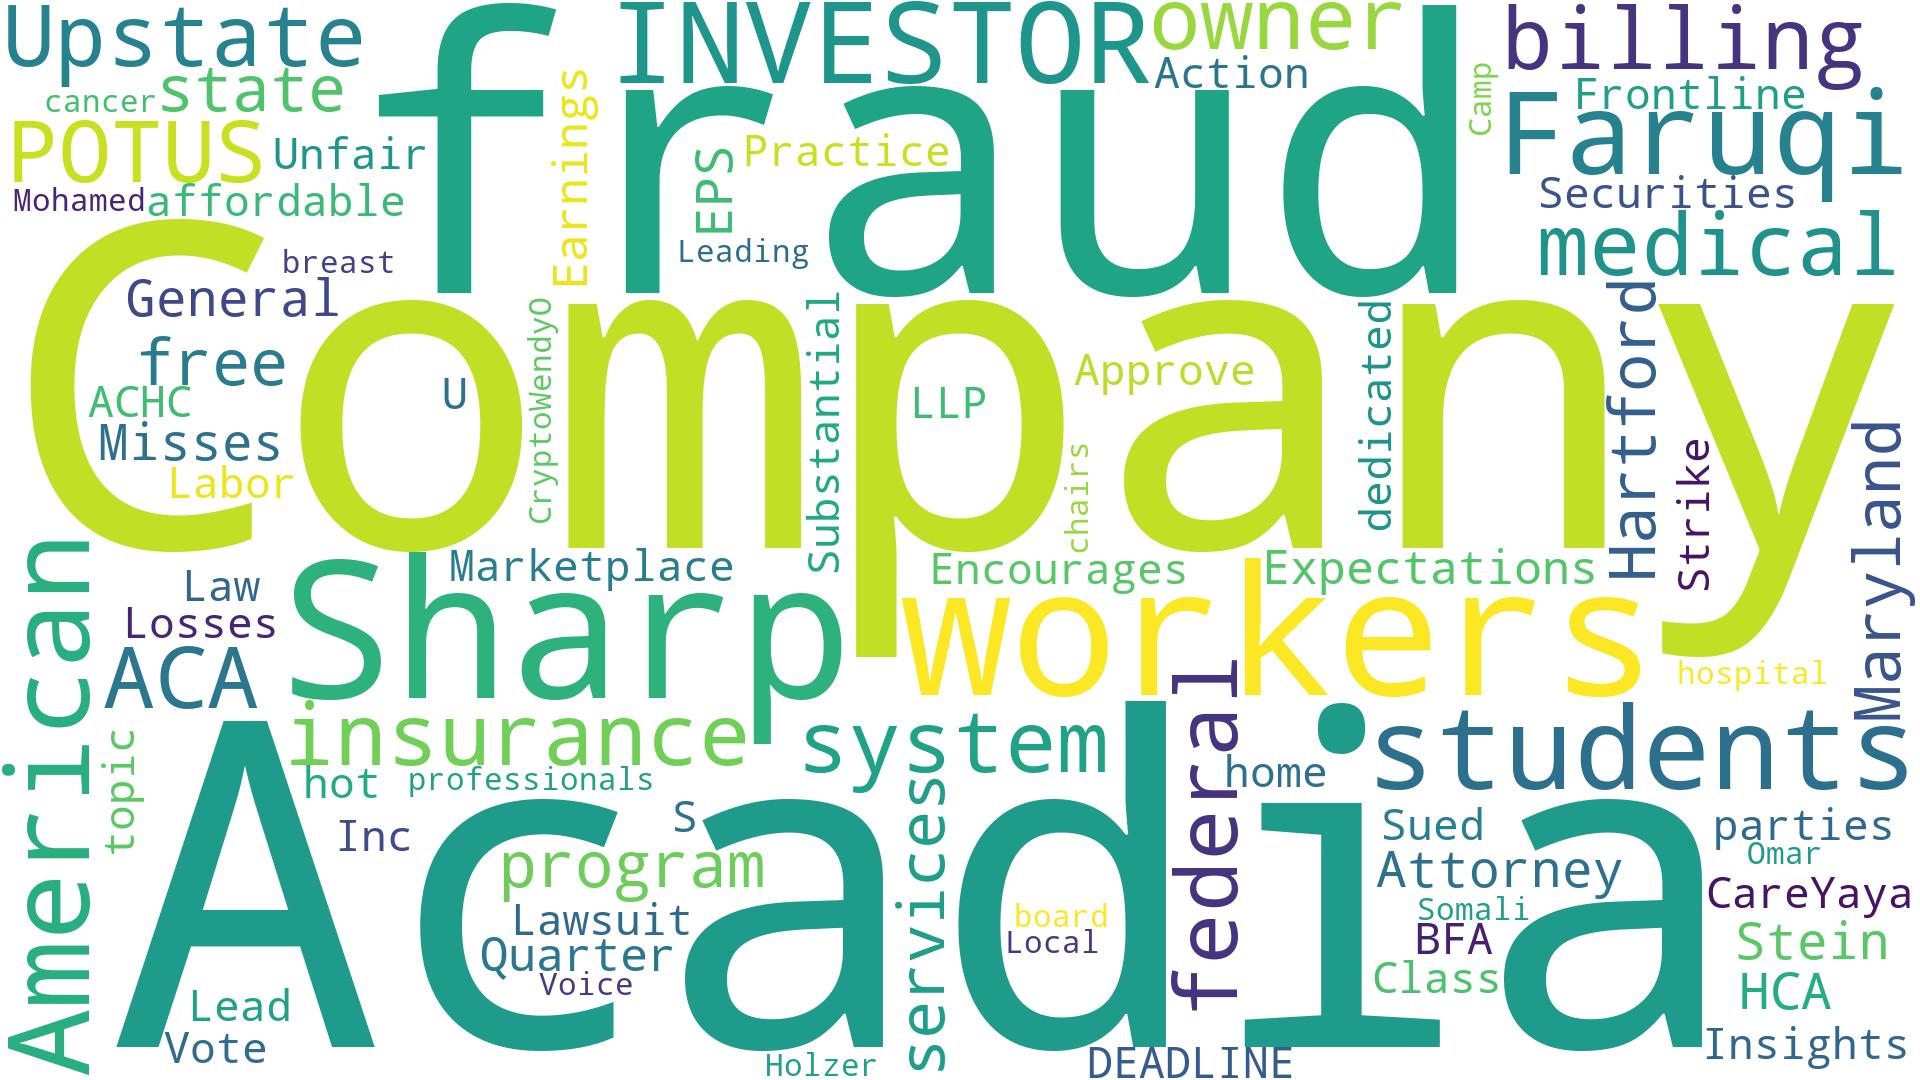 Upstate
fraud
INVESTOR
owner
billing
cancer
state
Earnings
Action
Camp
Frontline
POTUS
Unfair
EPS
Practice
Faruqi
Mohamed
affordable
Leading
Securities
Company
breast
medical
General
free
CryptoWendyO
Substantial
dedicated
Hartford
ACHC
U
LLP
Approve
Misses
Labor
chairs
Strike
Maryland
American
Law
Sharp
Marketplace
Encourages
Expectations
Losses
workers
ACA
hospital
insurance
system
federal
students
topic
hot
professionals
services
home
Acadia
Inc
S
Sued
parties
program
Attorney
Omar
Lawsuit
board
Somali
CareYaya
Quarter
Local
BFA
Stein
Voice
Class
HCA
Lead
Vote
Holzer
DEADLINE
Insights